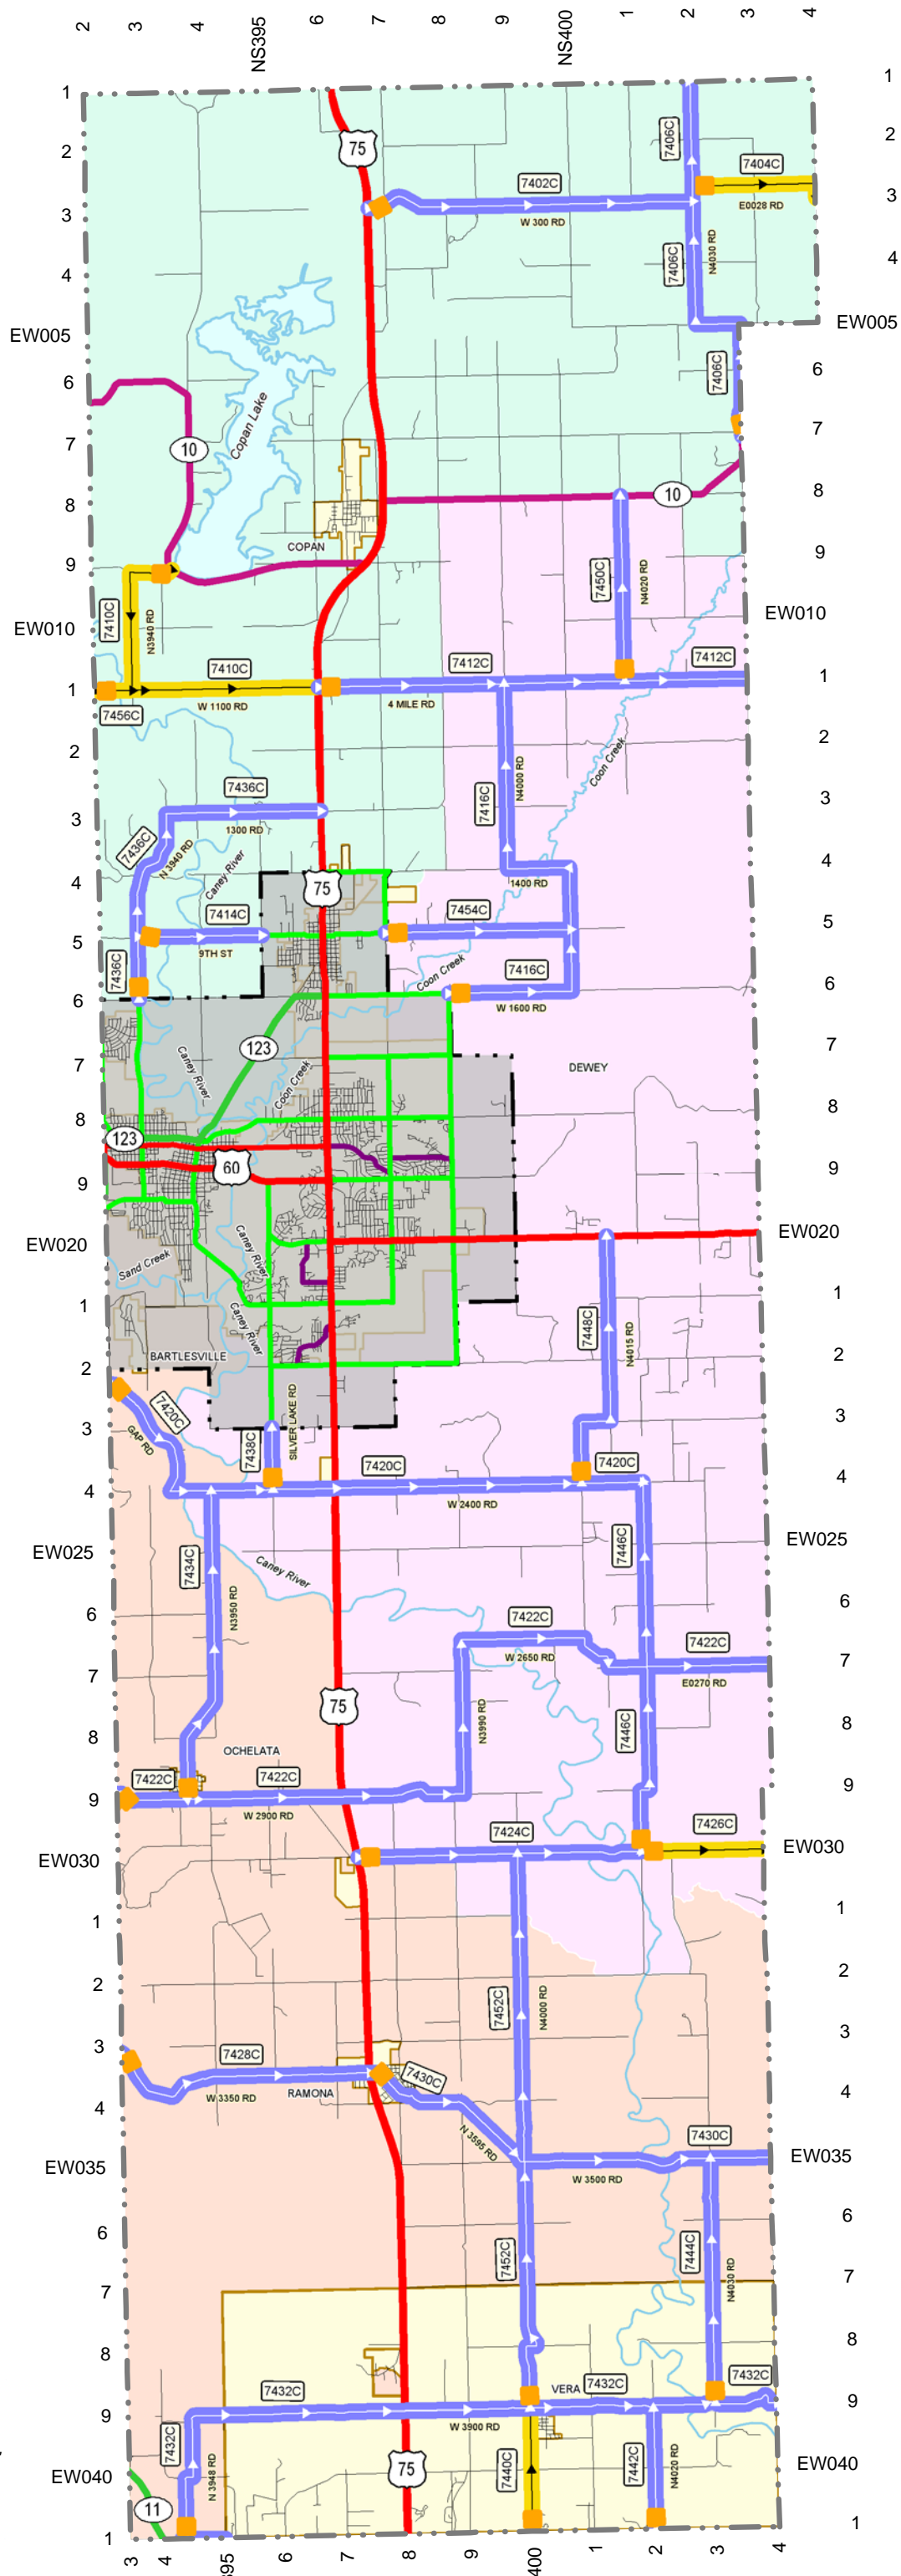 2 3 NS395 6 7 8 9 NS400 1 2 3 4
1 1
75
7406C
2 2
7404C
7402C
3 3
E0028 RD
W 300 RD
N4030 RD
7406C
4 4
EW005 EW005
7406C
6 6
Copan Lake
7 7
10
8 8
10
COPAN
9 9
7450C
N4020 RD
7410C
N3940 RD
EW010 EW010
7410C
7412C
7412C
1 1
W 1100 RD
4 MILE RD
7456C
2 2
Coon Creek
N4000 RD
7436C
7416C
3 3
1300 RD
7436C
N 3940 RD
Caney River
4 4
75
1400 RD
7414C
7454C
5 5
9TH ST
7436C
Coon Creek
7416C
6 6
W 1600 RD
123
7 7
Caney River
Coon Creek
DEWEY
8 8
123
60
9 9
EW020 EW020
Caney River
Sand Creek
1 1
Caney River
7448C
N4015 RD
BARTLESVILLE
2 2
7420C
SILVER LAKE RD
3 3
GAP RD
7438C
7420C
7420C
4 4
W 2400 RD
EW025 EW025
7446C
7434C
Caney River
N3950 RD
6 6
7422C
7422C
W 2650 RD
7 7
E0270 RD
75
N3990 RD
7446C
8 8
OCHELATA
7422C
7422C
9 9
W 2900 RD
7424C
7426C
EW030 EW030
1 1
2 2
7452C
N4000 RD
3 3
7428C
7430C
RAMONA
W 3350 RD
4 4
N 3595 RD
7430C
EW035 EW035
W 3500 RD
6 6
7452C
7444C
7 7
N4030 RD
8 8
7432C
VERA
7432C
7432C
9 9
W 3900 RD
7432C
N 3948 RD
75
7440C
7442C
N4020 RD
EW040 EW040
11
1 1
3 4 395 6 7 8 9 400 1 2 3 4